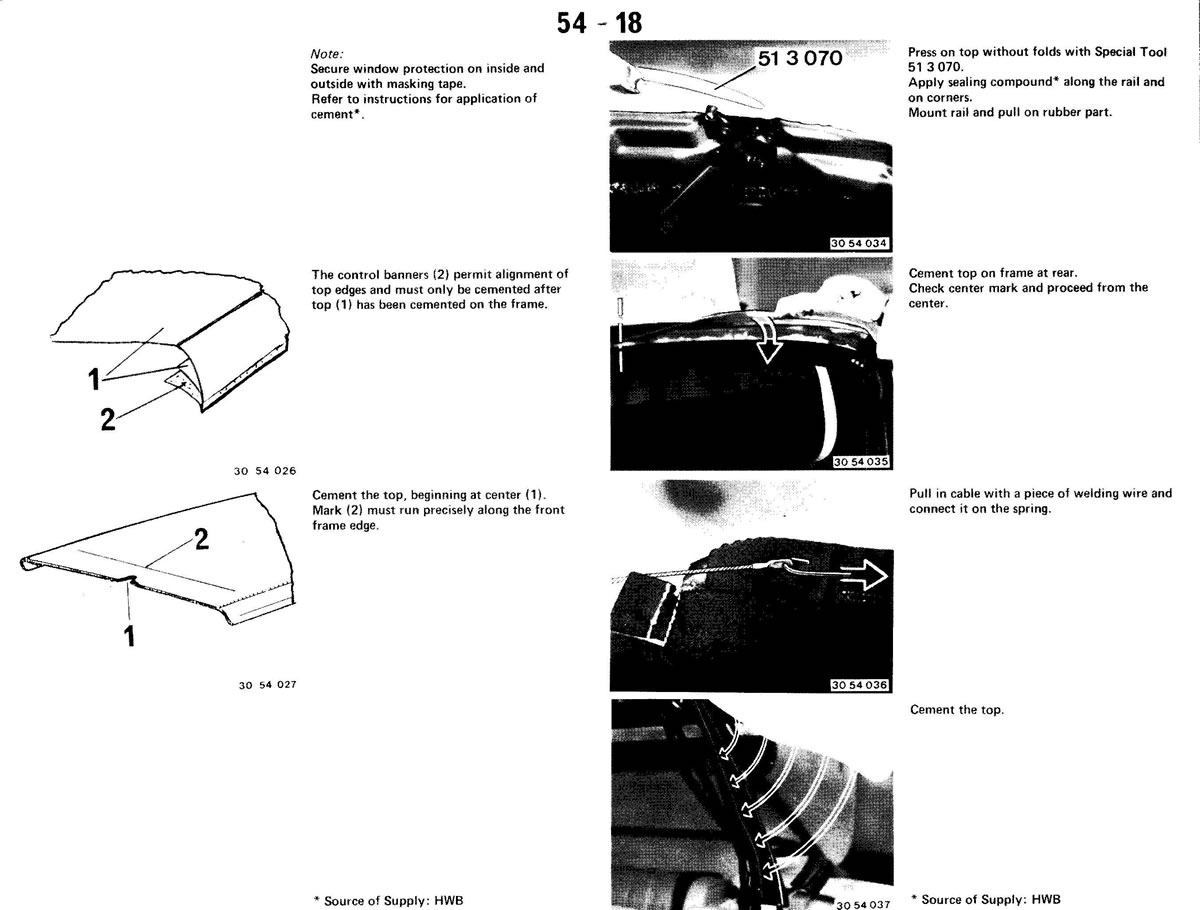 54 - 18
Note:
Secure window protection on inside and
outside with masking tape.
Refer to instructions for application of
cement*.
The control banners (2) permit alignment of
top edges and must only be cemented after
top (1) has been cemented on the frame.
1
2
30 54 026
Cement the top, beginning at center (1).
Mark (2) must run precisely along the front
frame edge.
2
1
30 54 027
* Source of Supply: HWB
51 3 070
30 54 034
Press on top without folds with Special Tool
51 3 070.
Apply sealing compound* along the rail and
on corners.
Mount rail and pull on rubber part.
30 54 035
Cement top on frame at rear.
Check center mark and proceed from the
center.
30 54 036
Pull in cable with a piece of welding wire and
connect it on the spring.
30 54 037
Cement the top.
* Source of Supply: HWB